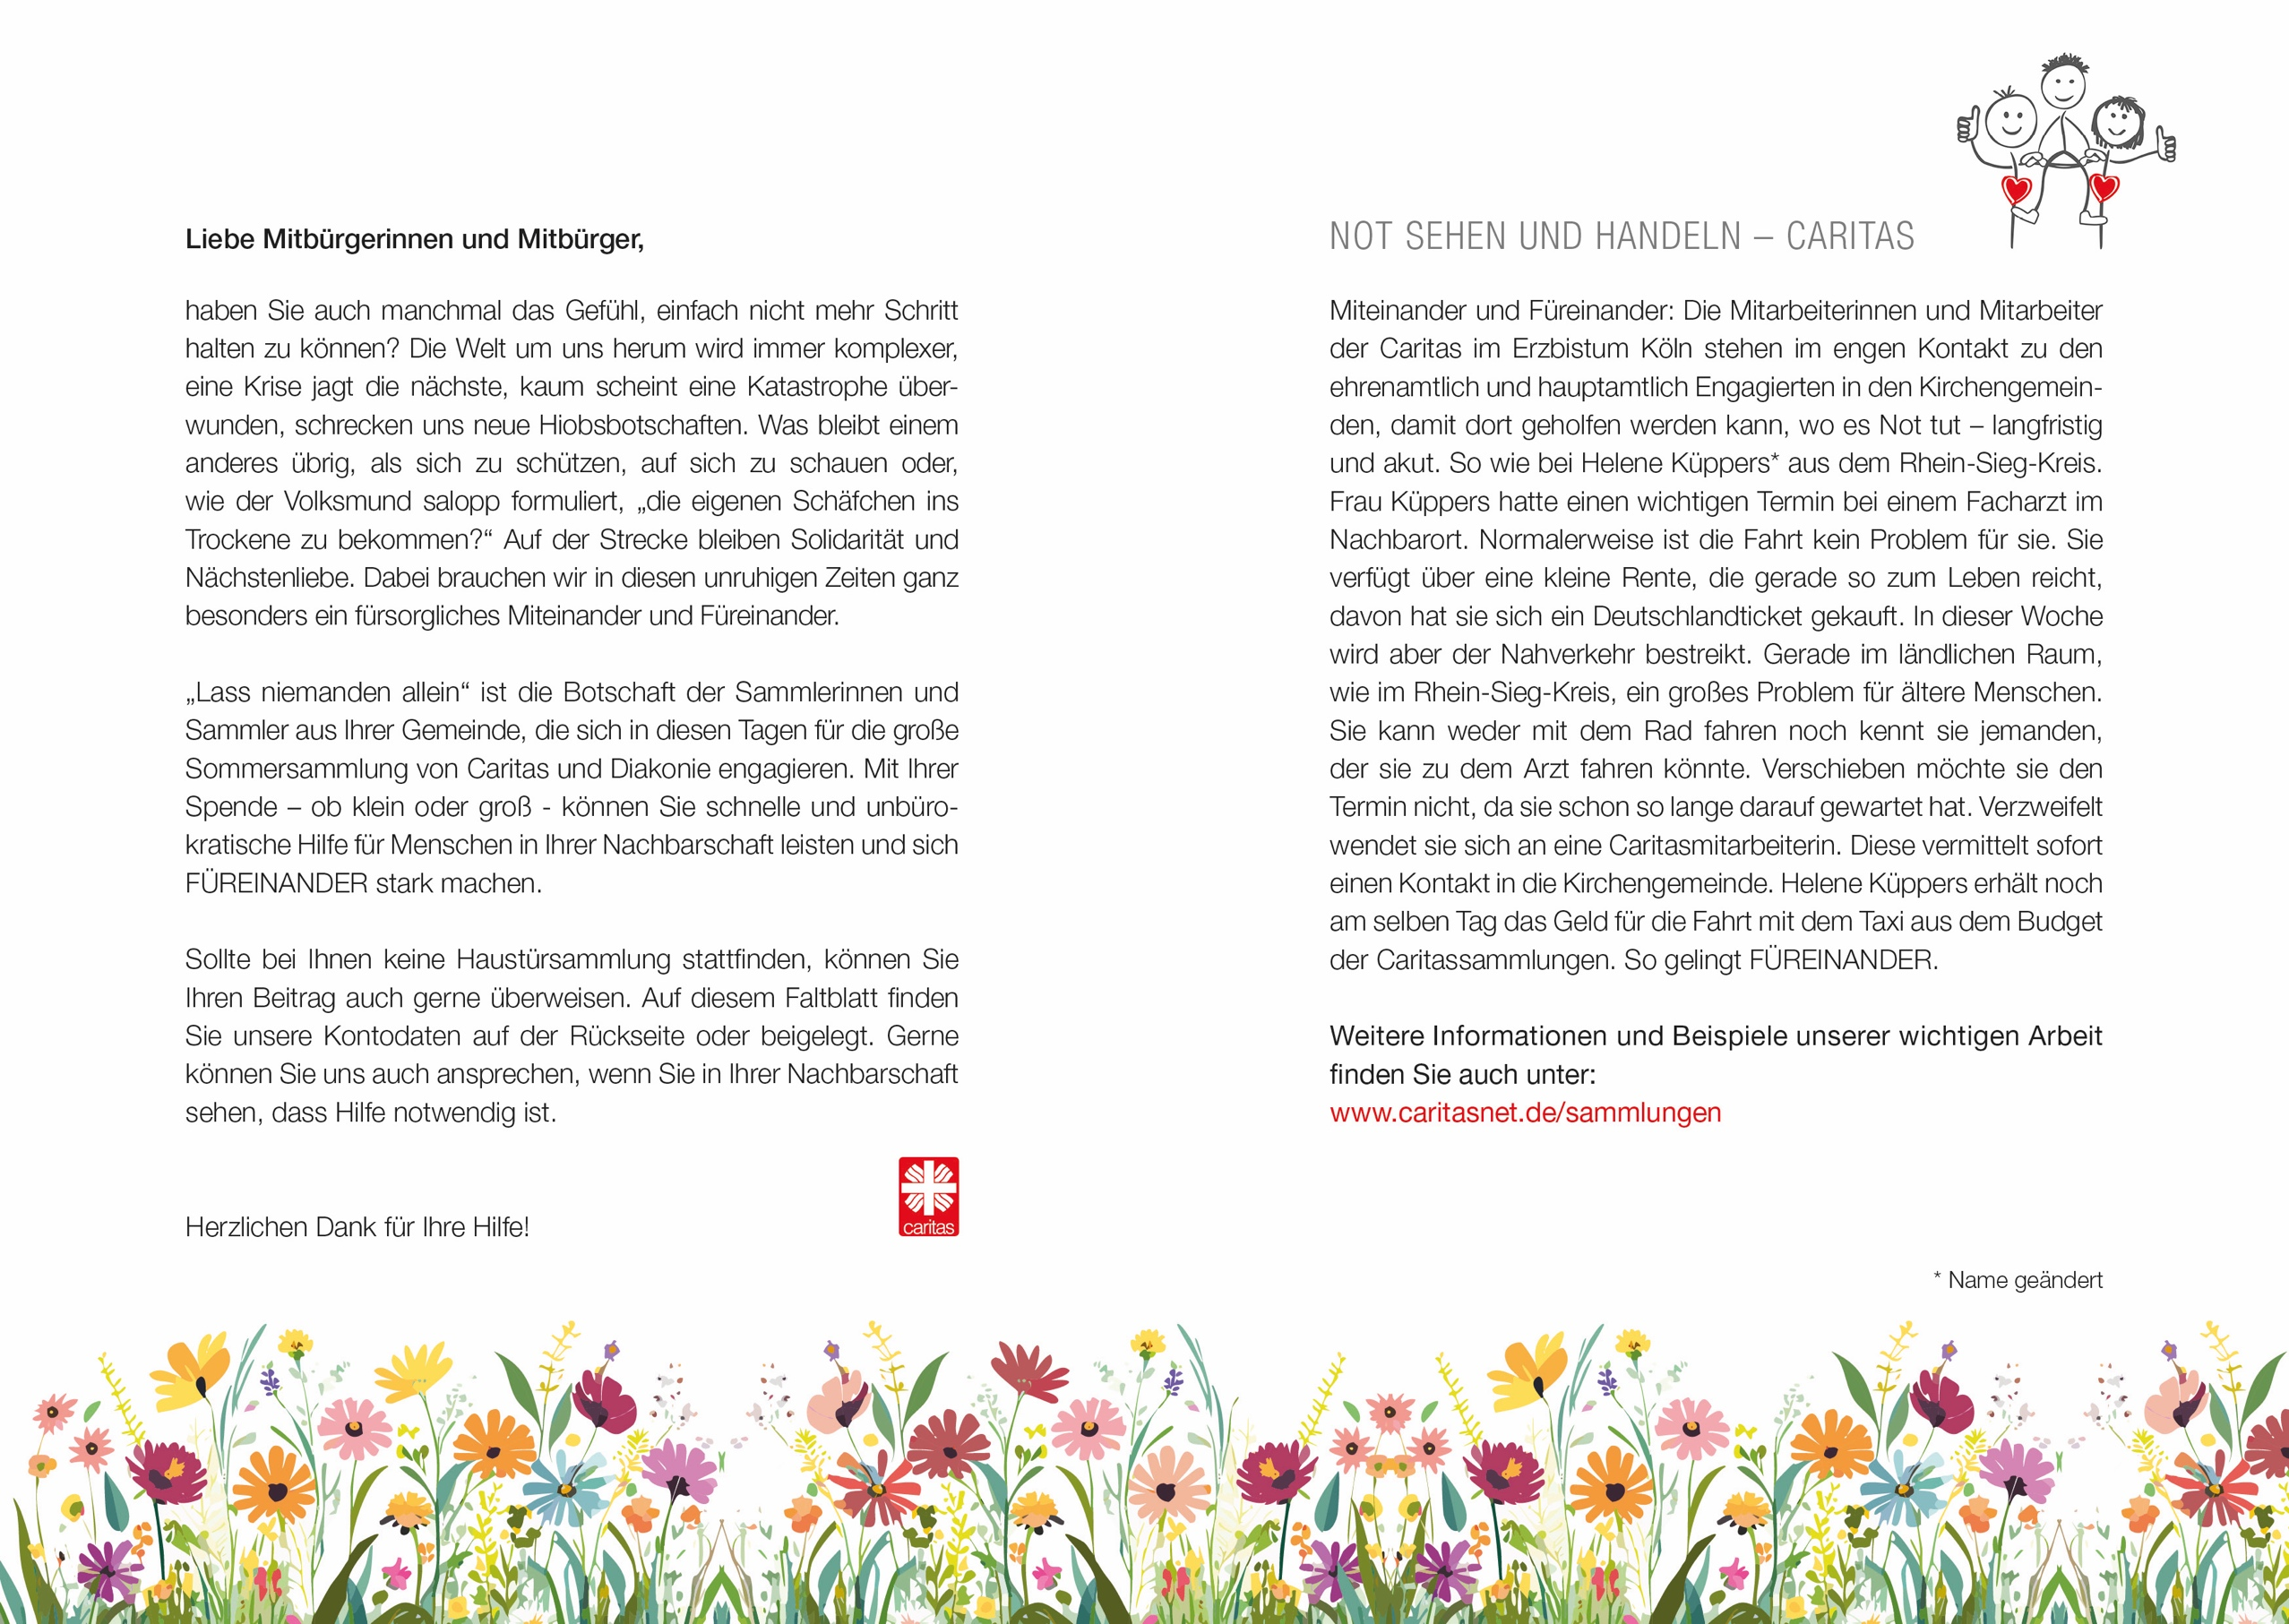 Liebe Mitbürgerinnen und Mitbürger,
haben Sie auch manchmal das Gefühl, einfach nicht mehr Schritt
halten zu können? Die Welt um uns herum wird immer komplexer,
eine Krise jagt die nächste, kaum scheint eine Katastrophe über-
wunden, schrecken uns neue Hiobsbotschaften. Was bleibt einem
anderes übrig, als sich zu schützen, auf sich zu schauen oder,
wie der Volksmund salopp formuliert, „die eigenen Schäfchen ins
Trockene zu bekommen?“ Auf der Strecke bleiben Solidarität und
Nächstenliebe. Dabei brauchen wir in diesen unruhigen Zeiten ganz
besonders ein fürsorgliches Miteinander und Füreinander.
„Lass niemanden allein“ ist die Botschaft der Sammlerinnen und
Sammler aus Ihrer Gemeinde, die sich in diesen Tagen für die große
Sommersammlung von Caritas und Diakonie engagieren. Mit Ihrer
Spende – ob klein oder groß - können Sie schnelle und unbüro-
kratische Hilfe für Menschen in Ihrer Nachbarschaft leisten und sich
FÜREINANDER stark machen.
Sollte bei Ihnen keine Haustürsammlung stattfinden, können Sie
Ihren Beitrag auch gerne überweisen. Auf diesem Faltblatt finden
Sie unsere Kontodaten auf der Rückseite oder beigelegt. Gerne
können Sie uns auch ansprechen, wenn Sie in Ihrer Nachbarschaft
sehen, dass Hilfe notwendig ist.
Herzlichen Dank für Ihre Hilfe!
caritas
NOT SEHEN UND HANDELN – CARITAS
Miteinander und Füreinander: Die Mitarbeiterinnen und Mitarbeiter
der Caritas im Erzbistum Köln stehen im engen Kontakt zu den
ehrenamtlich und hauptamtlich Engagierten in den Kirchengemein-
den, damit dort geholfen werden kann, wo es Not tut – langfristig
und akut. So wie bei Helene Küppers* aus dem Rhein-Sieg-Kreis.
Frau Küppers hatte einen wichtigen Termin bei einem Facharzt im
Nachbarort. Normalerweise ist die Fahrt kein Problem für sie. Sie
verfügt über eine kleine Rente, die gerade so zum Leben reicht,
davon hat sie sich ein Deutschlandticket gekauft. In dieser Woche
wird aber der Nahverkehr bestreikt. Gerade im ländlichen Raum,
wie im Rhein-Sieg-Kreis, ein großes Problem für ältere Menschen.
Sie kann weder mit dem Rad fahren noch kennt sie jemanden,
der sie zu dem Arzt fahren könnte. Verschieben möchte sie den
Termin nicht, da sie schon so lange darauf gewartet hat. Verzweifelt
wendet sie sich an eine Caritasmitarbeiterin. Diese vermittelt sofort
einen Kontakt in die Kirchengemeinde. Helene Küppers erhält noch
am selben Tag das Geld für die Fahrt mit dem Taxi aus dem Budget
der Caritassammlungen. So gelingt FÜREINANDER.
Weitere Informationen und Beispiele unserer wichtigen Arbeit
finden Sie auch unter:
www.caritasnet.de/sammlungen
* Name geändert